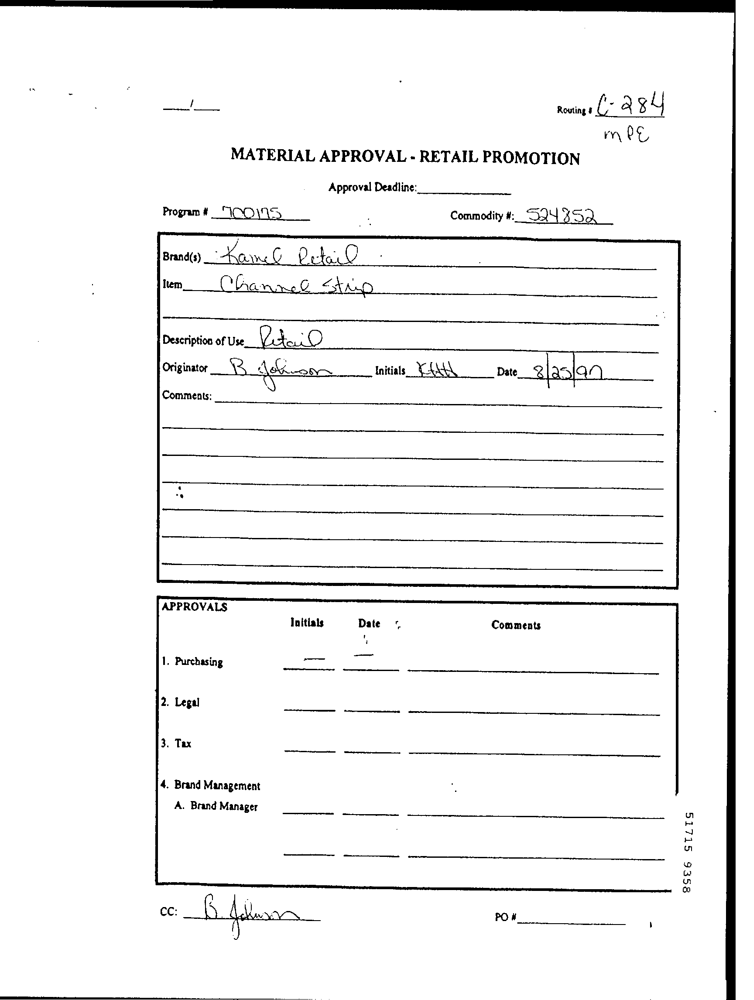 Routing # C-284
MPE
MATERIAL APPROVAL - RETAIL PROMOTION
Approval Deadline:
Program # 700175 Commodity #: 524852
Brand(s) Kamel Retail
Item Channel Strip
Description of Use Retail
Originator B Johnson Initials Date 8/25/97
Comments:
APPROVALS
Initials Date Comments
1. Purchasing — —
2. Legal
3. Tax
4. Brand Management
A. Brand Manager
CC: B. Johnson PO #
51715 9358